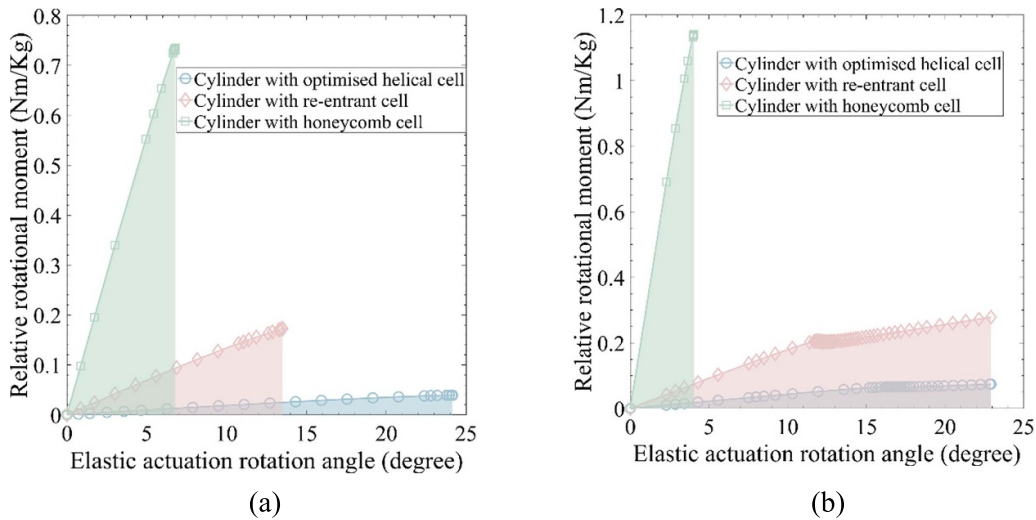 Relative rotational moment (Nm/Kg)
0.8
0.7
0.6
0.5
0.4
0.3
0.2
0.1
0
Cylinder with optimised helical cell
Cylinder with re-entrant cell
Cylinder with honeycomb cell
0 5 10 15 20 25
Elastic actuation rotation angle (degree)
(a)
Relative rotational moment (Nm/Kg)
1.2
1
0.8
0.6
0.4
0.2
0
Cylinder with optimised helical cell
Cylinder with re-entrant cell
Cylinder with honeycomb cell
0 5 10 15 20 25
Elastic actuation rotation angle (degree)
(b)